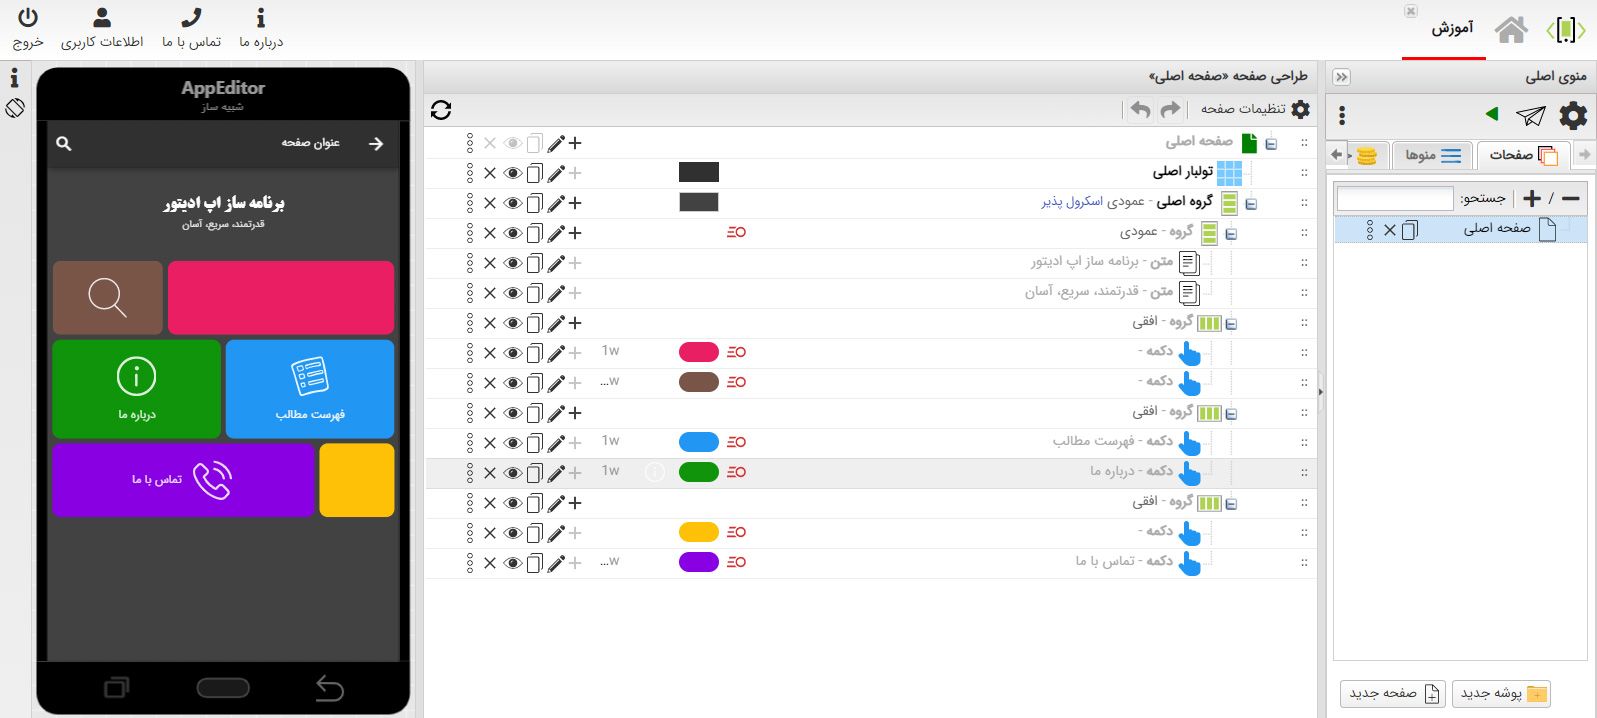 آموزش
درباره ما
تماس با ما
اطلاعات کاربری
خروج
منوی اصلی
صفحات
منوها
/
جستجو:
صفحه اصلی
پوشه جدید
صفحه جدید
طراحی صفحه «صفحه اصلی»
تنظیمات صفحه
صفحه اصلی
تولبار اصلی
گروه اصلی - عمودی اسکرول پذیر
گروه - عمودی
متن - برنامه ساز اپ ادیتور
متن - قدرتمند، سریع، آسان
گروه - افقی
دکمه - 1w
دکمه - ...w
گروه - افقی
دکمه - فهرست مطالب 1w
دکمه - درباره ما 1w
گروه - افقی
دکمه -
دکمه - تماس با ما ...w
AppEditor
شبیه ساز
عنوان صفحه
برنامه ساز اپ ادیتور
قدرتمند، سریع، آسان
فهرست مطالب
درباره ما
تماس با ما